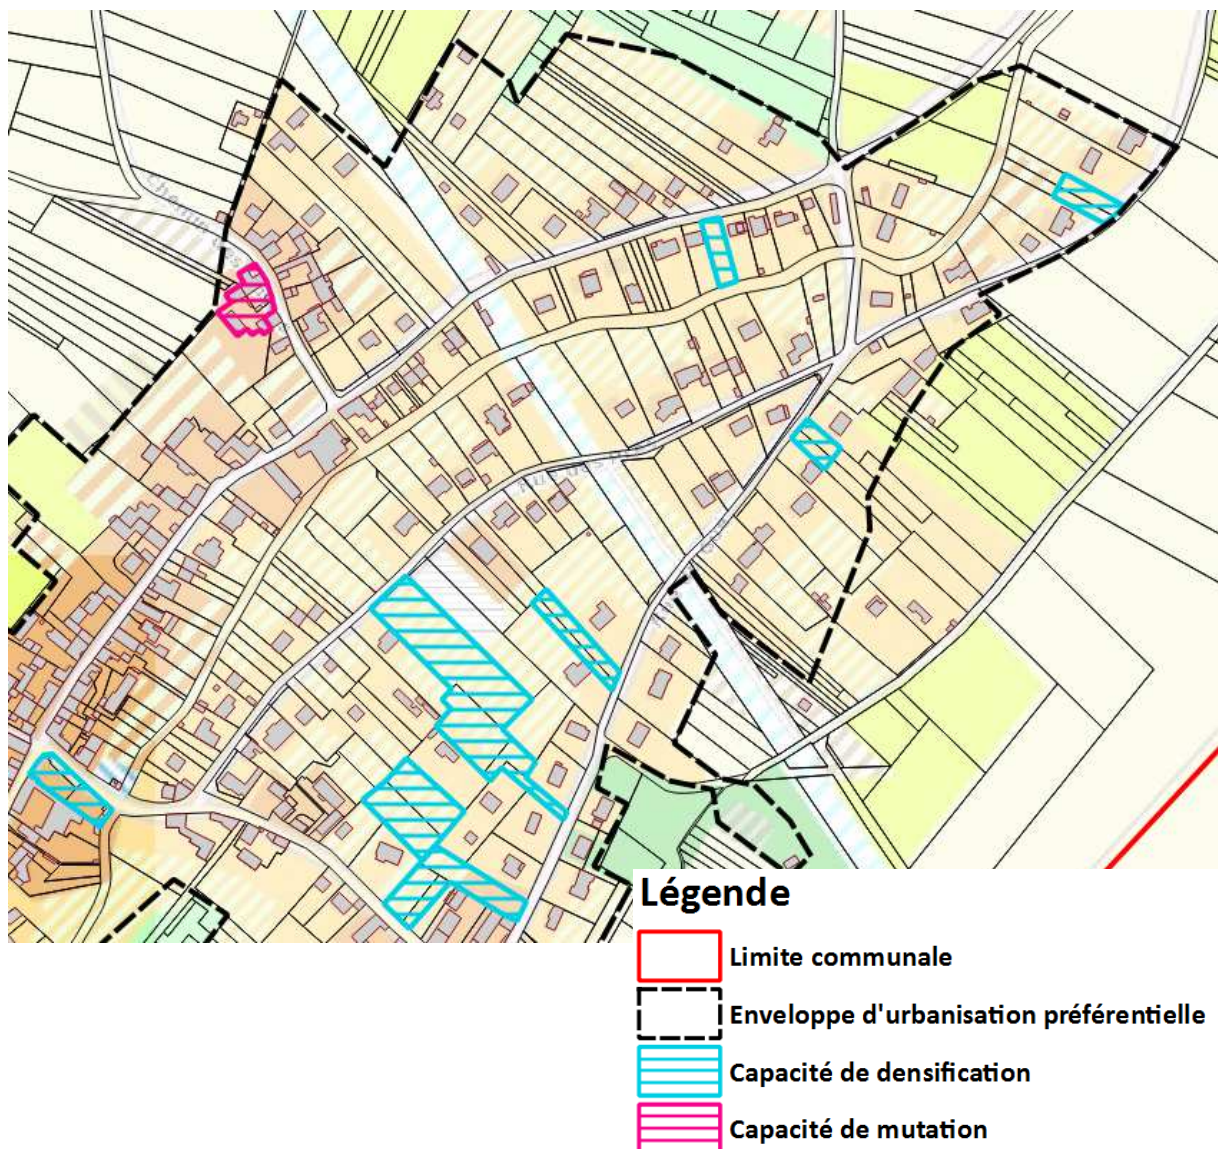 Légende
Limite communale
Enveloppe d'urbanisation préférentielle
Capacité de densification
Capacité de mutation